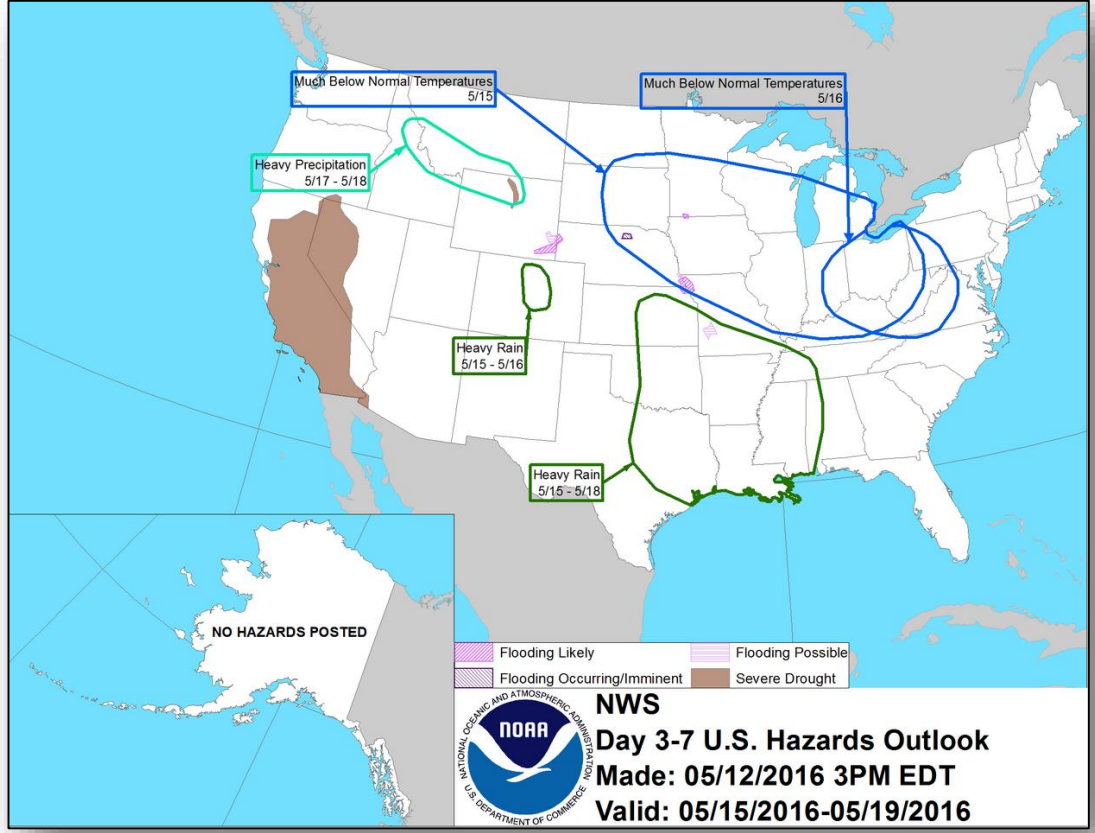 Much Below Normal Temperatures
5/15
Much Below Normal Temperatures
5/16
Heavy Precipitation
5/17 - 5/18
Heavy Rain
5/15 - 5/16
Heavy Rain
5/15 - 5/18
NO HAZARDS POSTED
Flooding Likely
Flooding Possible
Flooding Occurring/Imminent
Severe Drought
NATIONAL OCEANIC AND ATMOSPHERIC ADMINISTRATION
NOAA
U.S. DEPARTMENT OF COMMERCE
NWS
Day 3-7 U.S. Hazards Outlook
Made: 05/12/2016 3PM EDT
Valid: 05/15/2016-05/19/2016